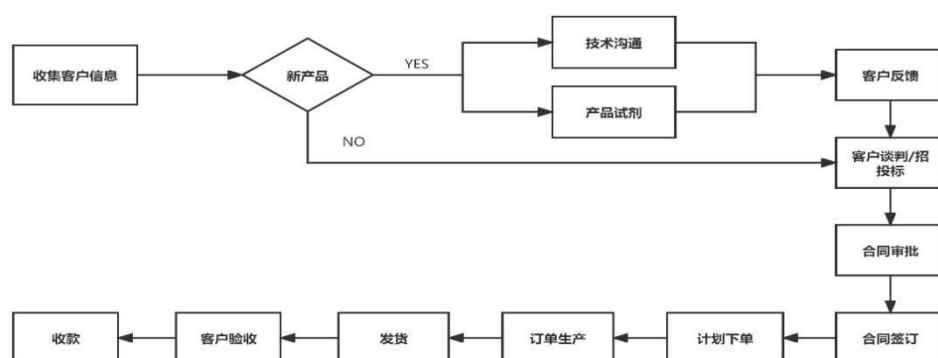 技术沟通
收集客户信息
新产品
YES
客户反馈
产品试剂
NO
客户谈判/招
投标
合同审批
收款
客户验收
发货
订单生产
计划下单
合同签订